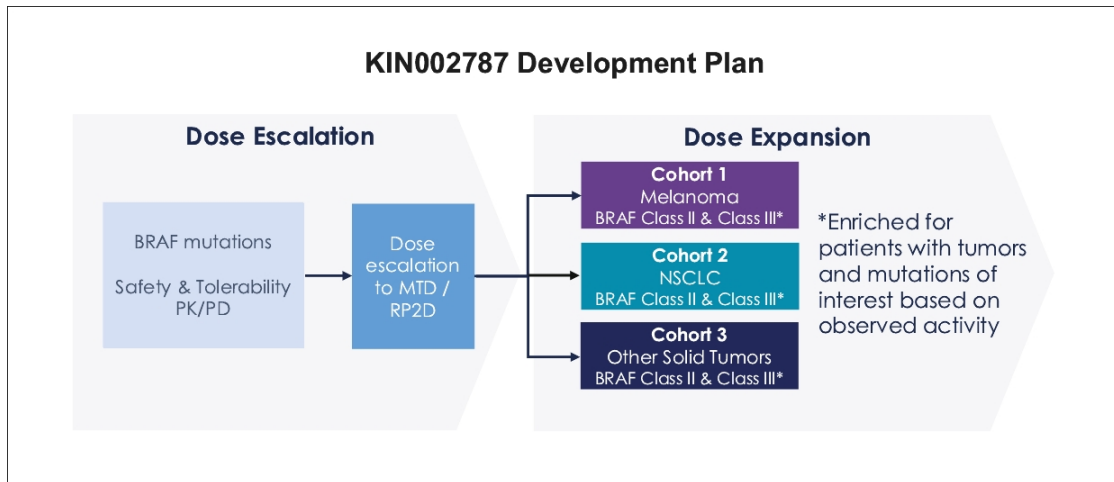 KIN002787 Development Plan
Dose Escalation
BRAF mutations
Safety & Tolerability
PK/PD
Dose
escalation
to MTD /
RP2D
Dose Expansion
Cohort 1
Melanoma
BRAF Class II & Class III*
Cohort 2
NSCLC
BRAF Class II & Class III*
Cohort 3
Other Solid Tumors
BRAF Class II & Class III*
*Enriched for
patients with tumors
and mutations of
interest based on
observed activity